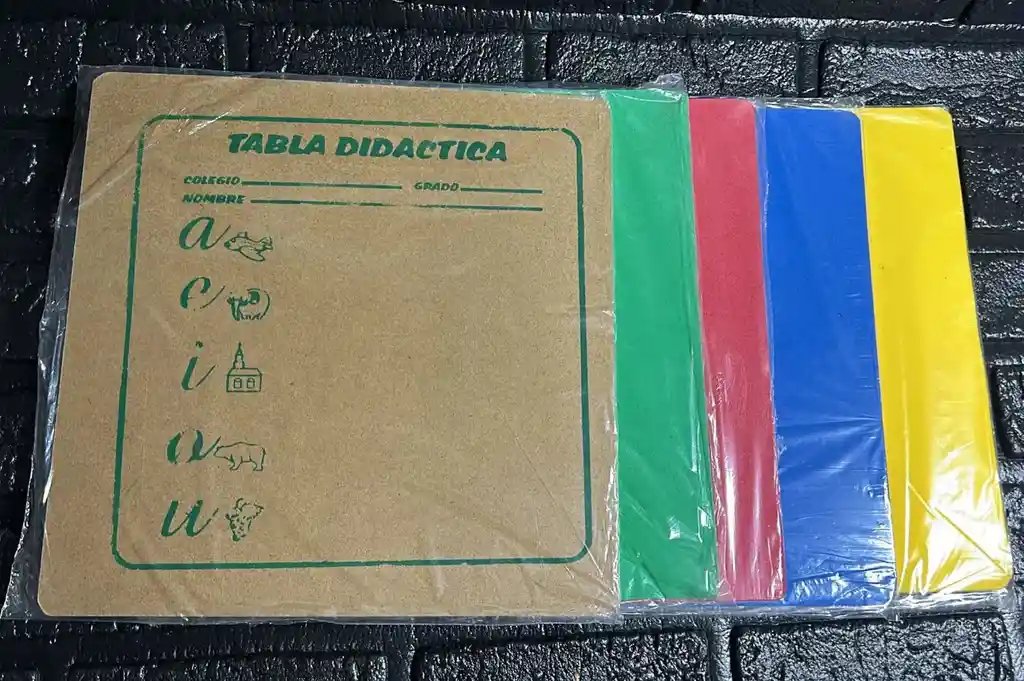 TABLA DIDACTICA
COLEGIO GRADO
NOMBRE
a
e
i
o
u